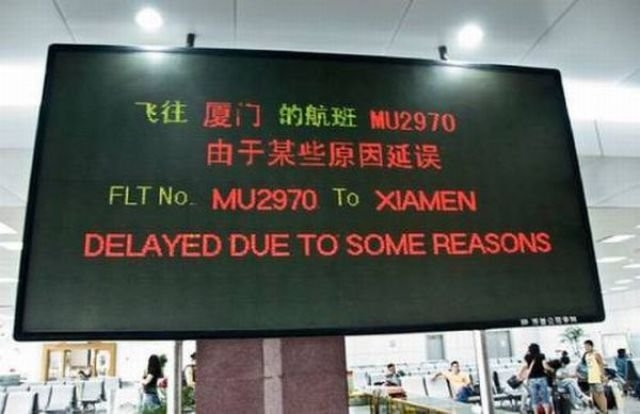 飞往 厦门 的航班 MU2970
由于某些原因延误
FLT No. MU2970 To XIAMEN
DELAYED DUE TO SOME REASONS